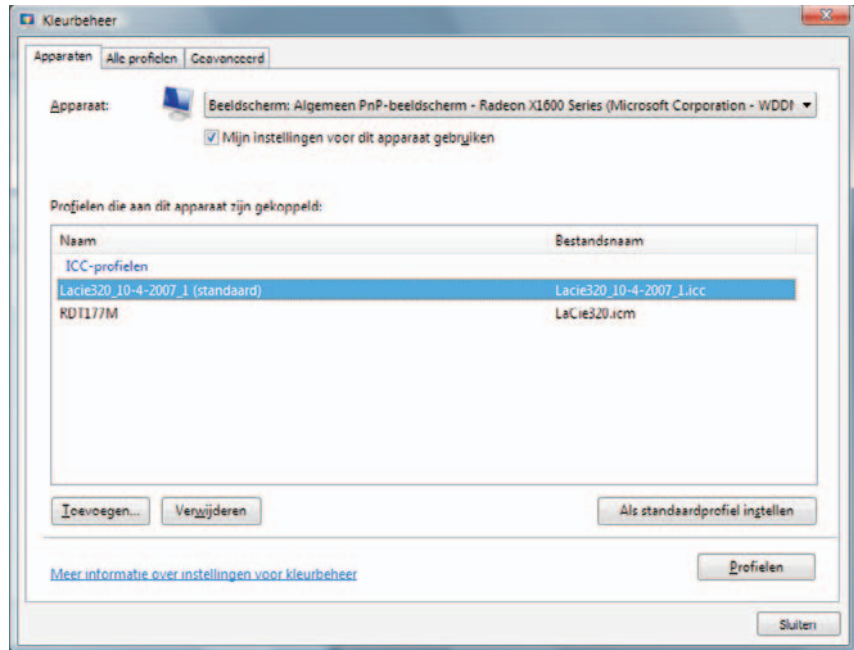 Kleurbeheer
Apparaten Alle profielen Geavanceerd
Apparaat: Beeldscherm: Algemeen PnP-beeldscherm - Radeon X1600 Series (Microsoft Corporation - WDDM
Mijn instellingen voor dit apparaat gebruiken
Profielen die aan dit apparaat zijn gekoppeld:
Naam Bestandsnaam
ICC-profielen
Lacie320_10-4-2007_1 (standaard) Lacie320_10-4-2007_1.icc
RDT177M LaCie320.icm
Toevoegen... Verwijderen Als standaardprofiel instellen
Meer informatie over instellingen voor kleurbeheer Profielen
Sluiten